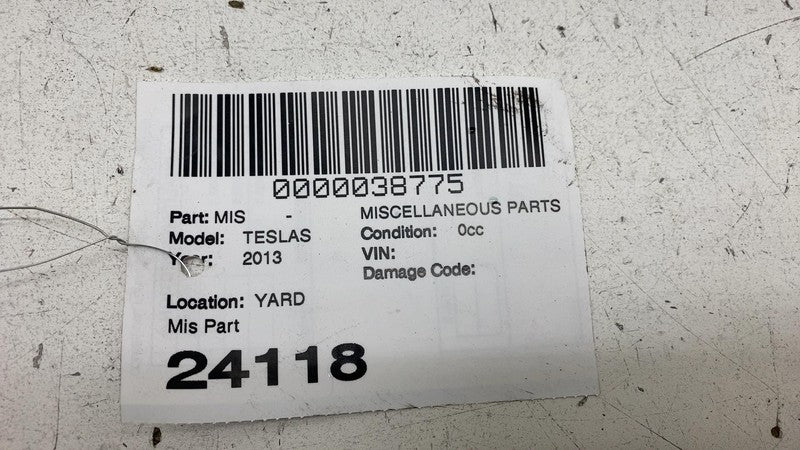 0000038775
Part: MIS - MISCELLANEOUS PARTS
Model: TESLAS Condition: 0cc
Year: 2013 VIN:
Damage Code:
Location: YARD
Mis Part
24118